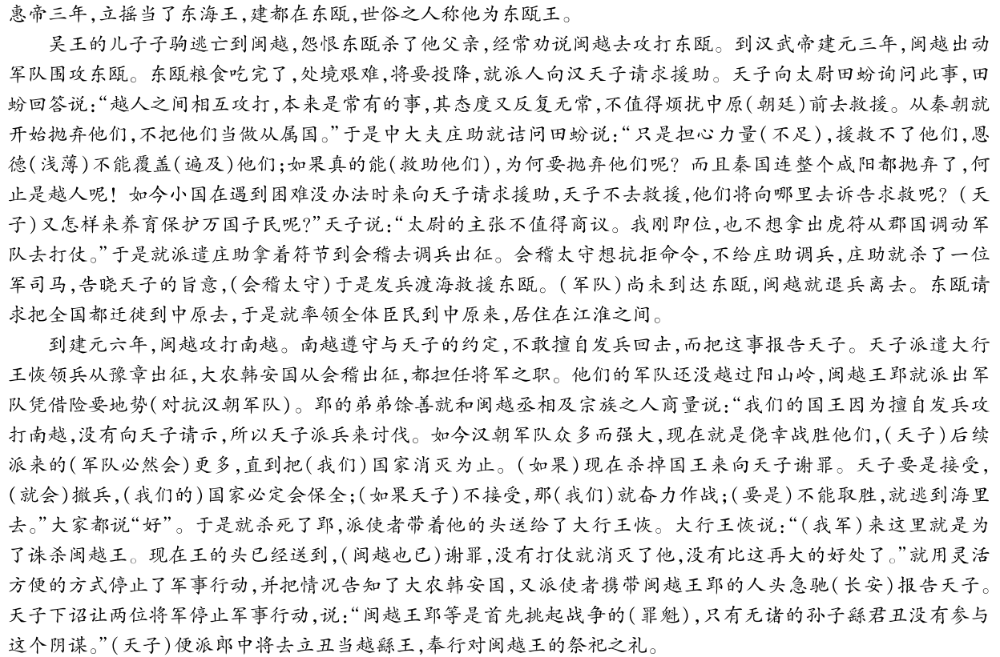 惠帝三年,立摇当了东海王,建都在东瓯,世俗之人称他为东瓯王。
吴王的儿子子驹逃亡到闽越,怨恨东瓯杀了他父亲,经常劝说闽越去攻打东瓯。到汉武帝建元三年,闽越出动
军队围攻东瓯。东瓯粮食吃完了,处境艰难,将要投降,就派人向汉天子请求援助。天子向太尉田蚡询问此事,田
蚡回答说:“越人之间相互攻打,本来是常有的事,其态度又反复无常,不值得烦扰中原(朝廷)前去救援。从秦朝就
开始抛弃他们,不把他们当做从属国。”于是中大夫庄助就诘问田蚡说:“只是担心力量(不足),援救不了他们,恩
德(浅薄)不能覆盖(遍及)他们;如果真的能(救助他们),为何要抛弃他们呢?而且秦国连整个咸阳都抛弃了,何
止是越人呢!如今小国在遇到困难没办法时来向天子请求援助,天子不去救援,他们将向哪里去诉告求救呢?(天
子)又怎样来养育保护万国子民呢?”天子说:“太尉的主张不值得商议。我刚即位,也不想拿出虎符从郡国调动军
队去打仗。”于是就派遣庄助拿着符节到会稽去调兵出征。会稽太守想抗拒命令,不给庄助调兵,庄助就杀了一位
军司马,告晓天子的旨意,(会稽太守)于是发兵渡海救援东瓯。(军队)尚未到达东瓯,闽越就退兵离去。东瓯请
求把全国都迁徙到中原去,于是就率领全体臣民到中原来,居住在江淮之间。
到建元六年,闽越攻打南越。南越遵守与天子的约定,不敢擅自发兵回击,而把这事报告天子。天子派遣大行
王恢领兵从豫章出征,大农韩安国从会稽出征,都担任将军之职。他们的军队还没越过阳山岭,闽越王郢就派出军
队凭借险要地势(对抗汉朝军队)。郢的弟弟馀善就和闽越丞相及宗族之人商量说:“我们的国王因为擅自发兵攻
打南越,没有向天子请示,所以天子派兵来讨伐。如今汉朝军队众多而强大,现在就是侥幸战胜他们,(天子)后续
派来的(军队必然会)更多,直到把(我们)国家消灭为止。(如果)现在杀掉国王来向天子谢罪。天子要是接受,
(就会)撤兵,(我们的)国家必定会保全;(如果天子)不接受,那(我们)就奋力作战;(要是)不能取胜,就逃到海里
去。”大家都说“好”。于是就杀死了郢,派使者带着他的头送给了大行王恢。大行王恢说:“(我军)来这里就是为
了诛杀闽越王。现在王的头已经送到,(闽越也已)谢罪,没有打仗就消灭了他,没有比这再大的好处了。”就用灵活
方便的方式停止了军事行动,并把情况告知了大农韩安国,又派使者携带闽越王郢的人头急驰(长安)报告天子。
天子下诏让两位将军停止军事行动,说:“闽越王郢等是首先挑起战争的(罪魁),只有无诸的孙子繇君丑没有参与
这个阴谋。”(天子)便派郎中将去立丑当越繇王,奉行对闽越王的祭祀之礼。